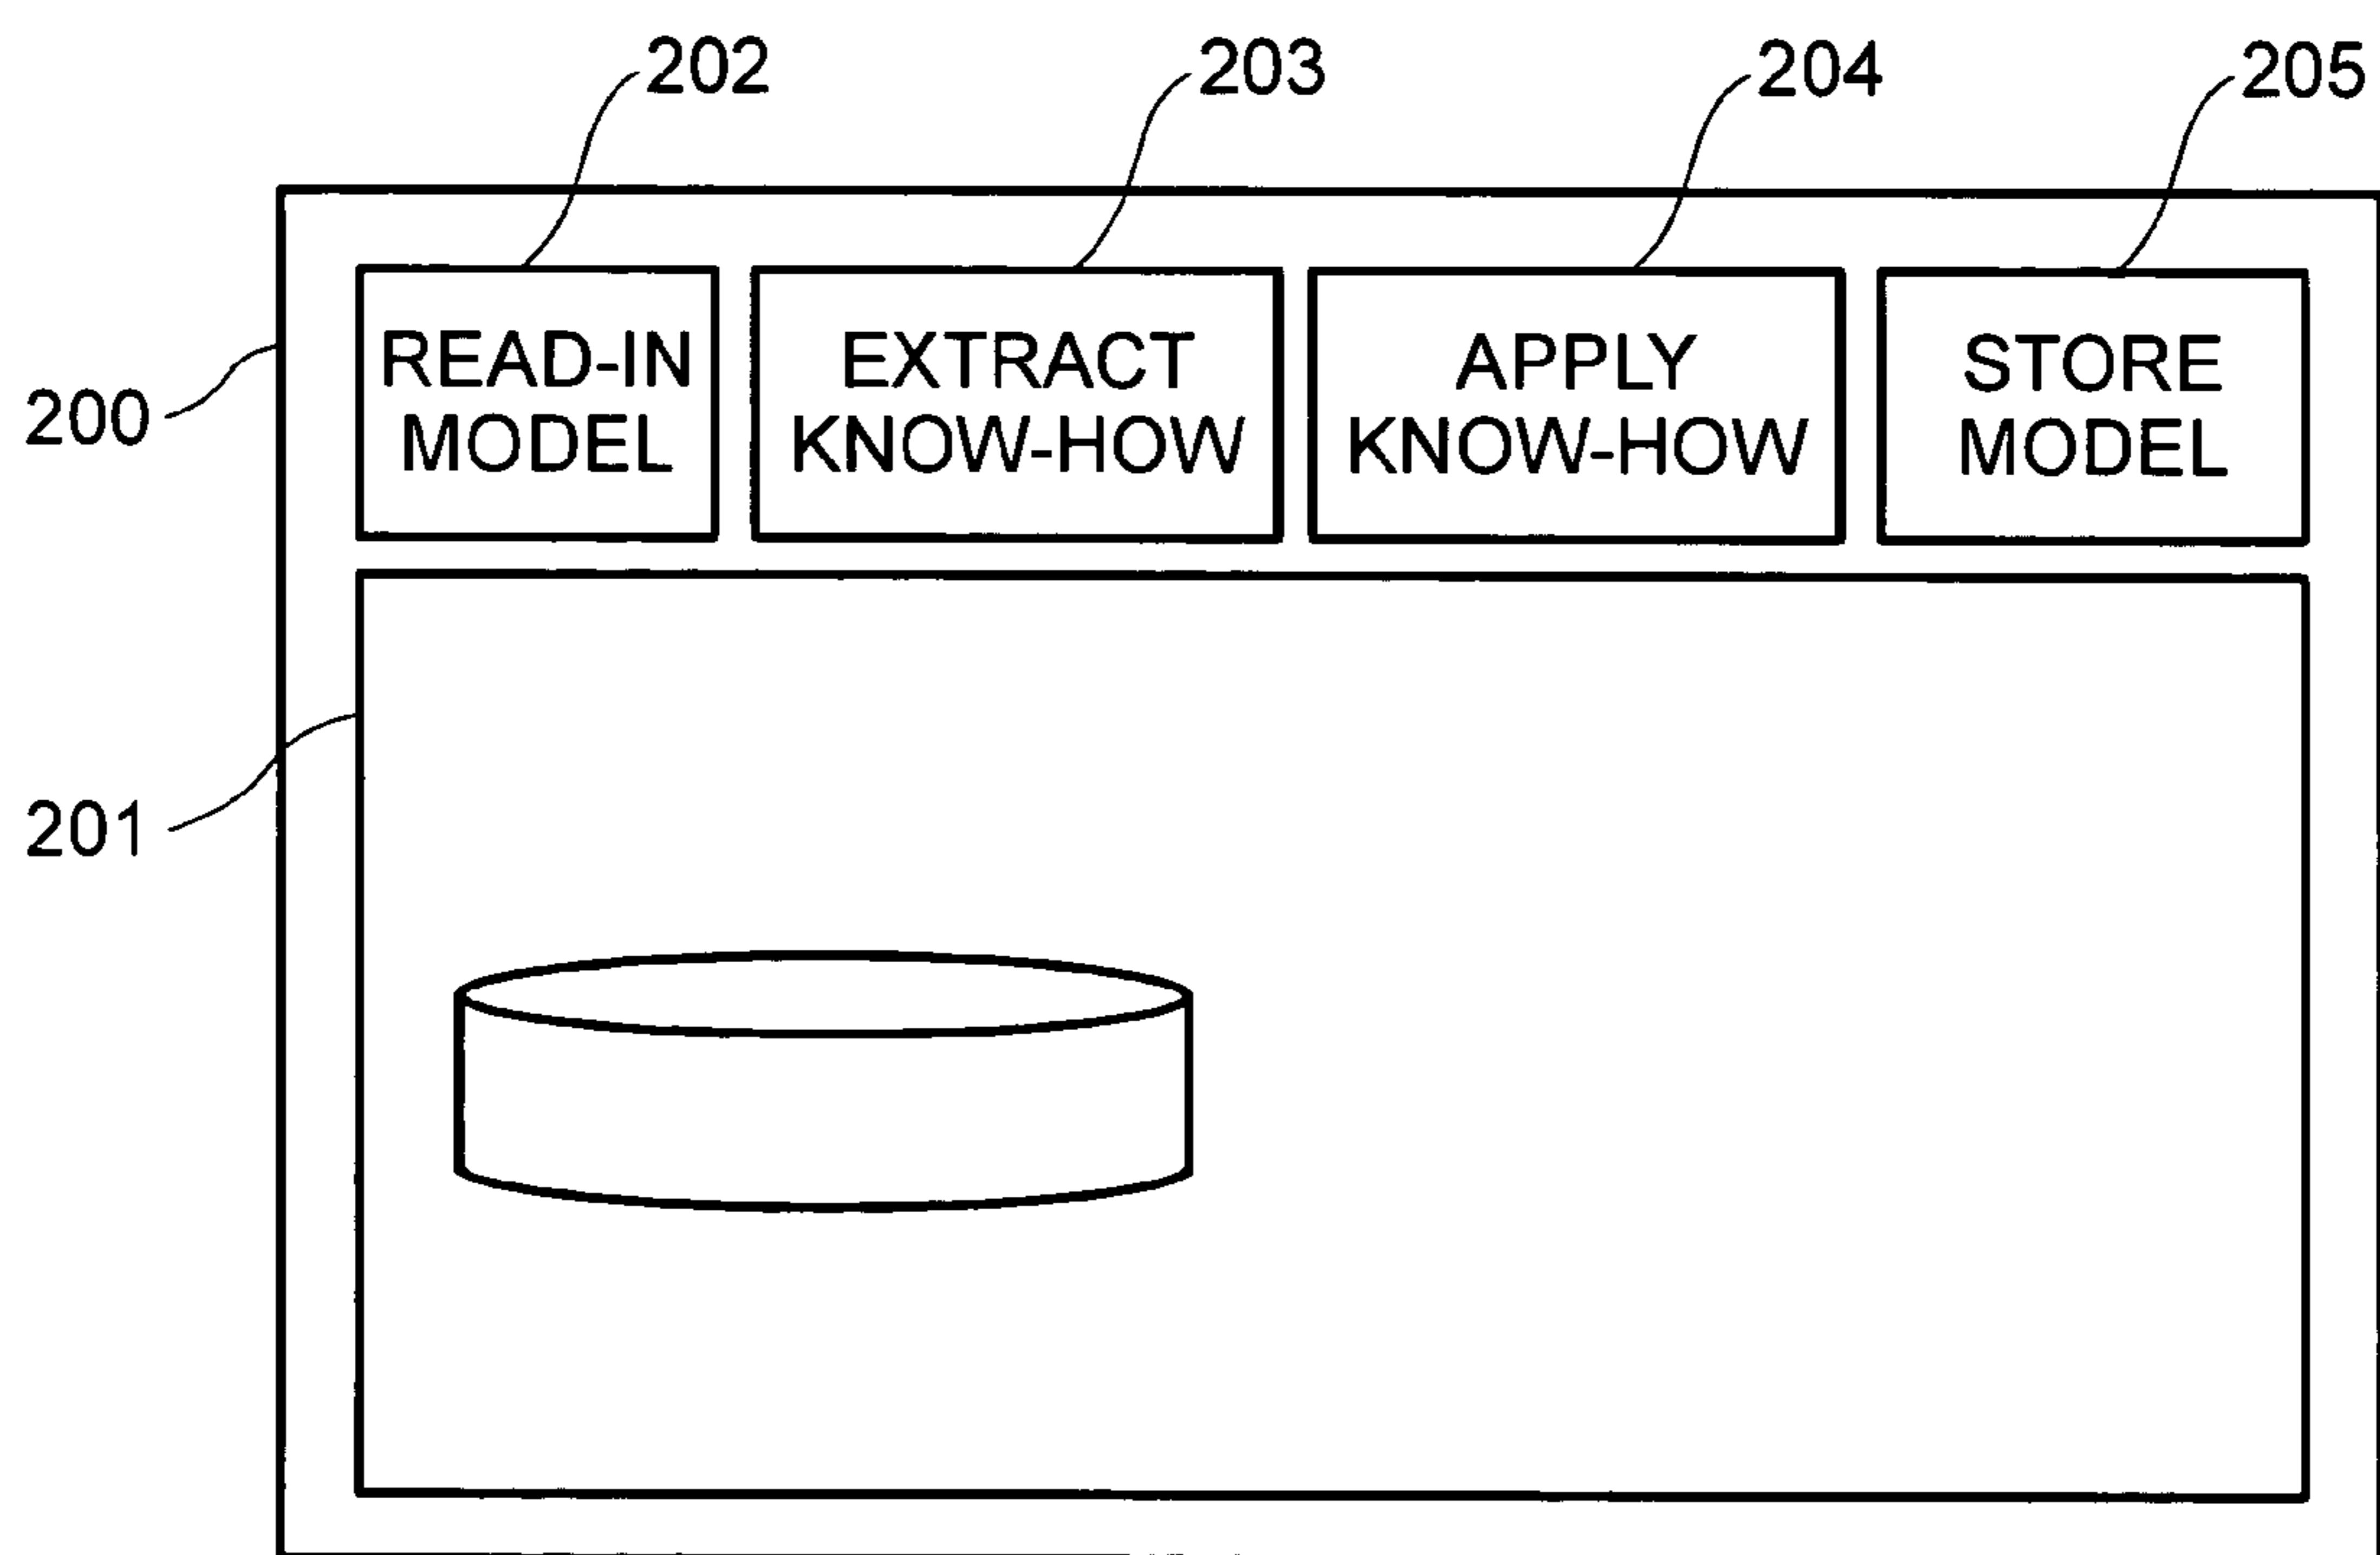 202
203
204
205
READ-IN
MODEL
EXTRACT
KNOW-HOW
APPLY
KNOW-HOW
STORE
MODEL
200
201